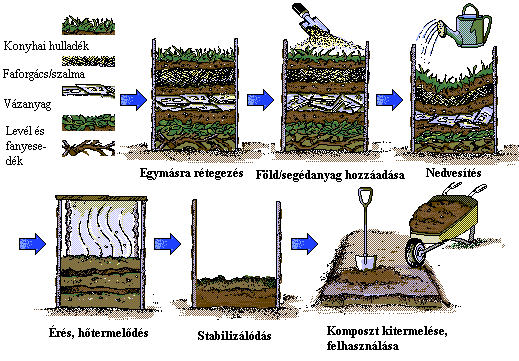 Konyhai hulladék
Faforgács/szalma
Vázanyag
Levél és
fanyese-
dék
Egymásra rétegezés
Föld/segédanyag hozzáadása
Nedvesítés
Érés, hőtermelődés
Stabilizálódás
Komposzt kitermelése,
felhasználása